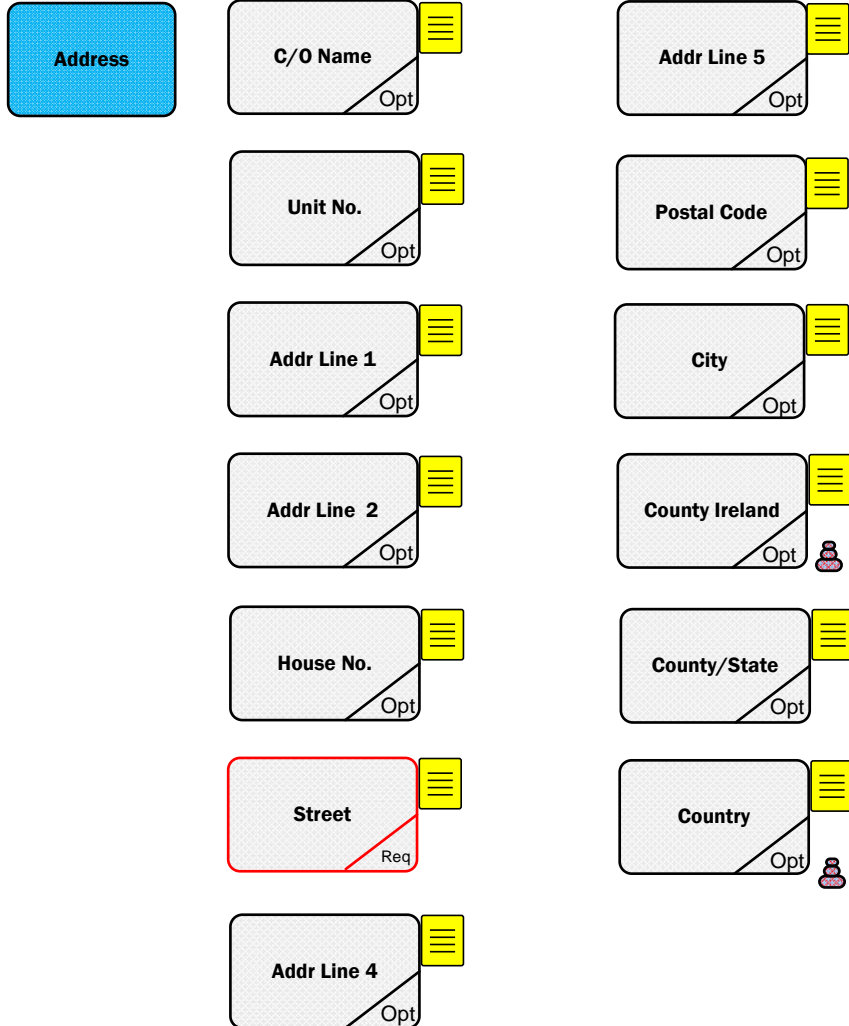 Address
C/O Name
Opt
Unit No.
Opt
Addr Line 1
Opt
Addr Line 2
Opt
House No.
Opt
Street
Req
Addr Line 4
Opt
Addr Line 5
Opt
Postal Code
Opt
City
Opt
County Ireland
Opt
County/State
Opt
Country
Opt